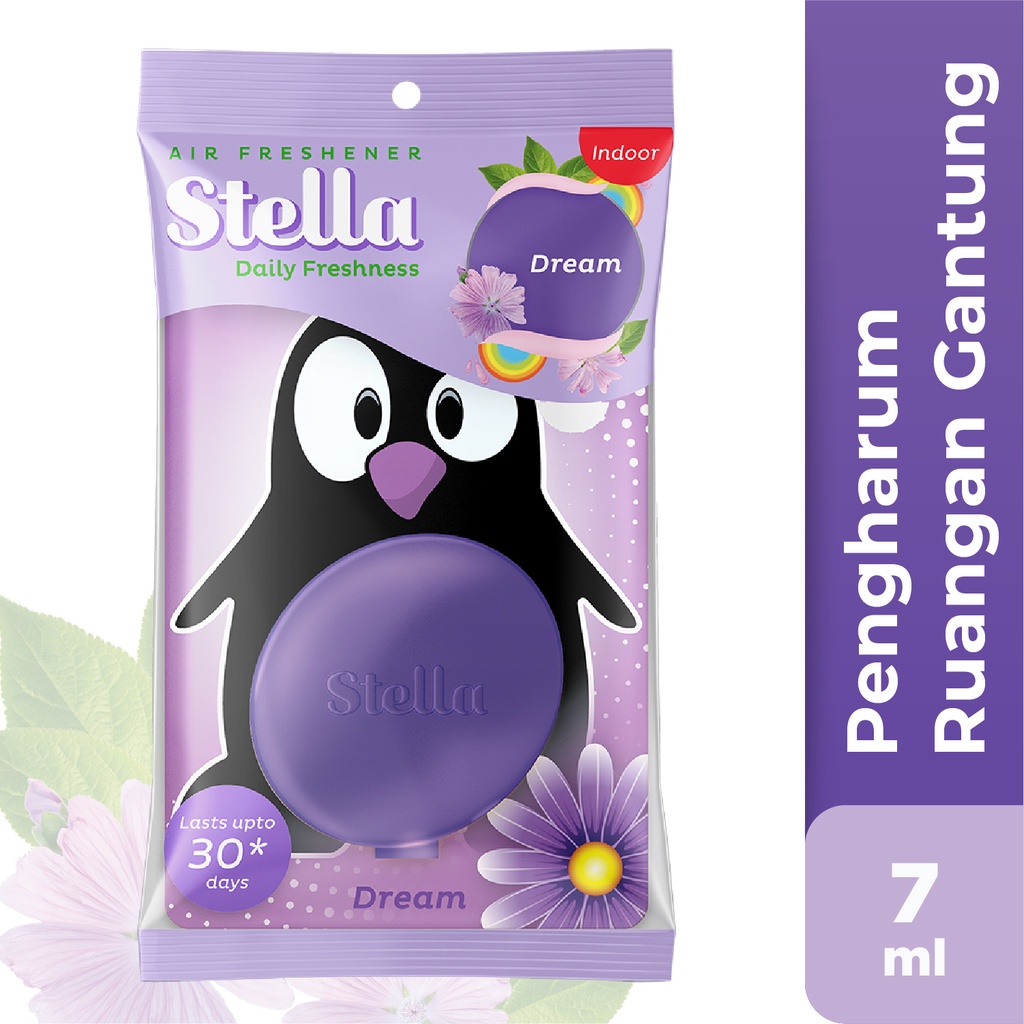 AIR FRESHENER
Stella
Daily Freshness
Indoor
Dream
Stella
Lasts upto
30*
days
Dream
Pengharum
Ruangan Gantung
7
ml